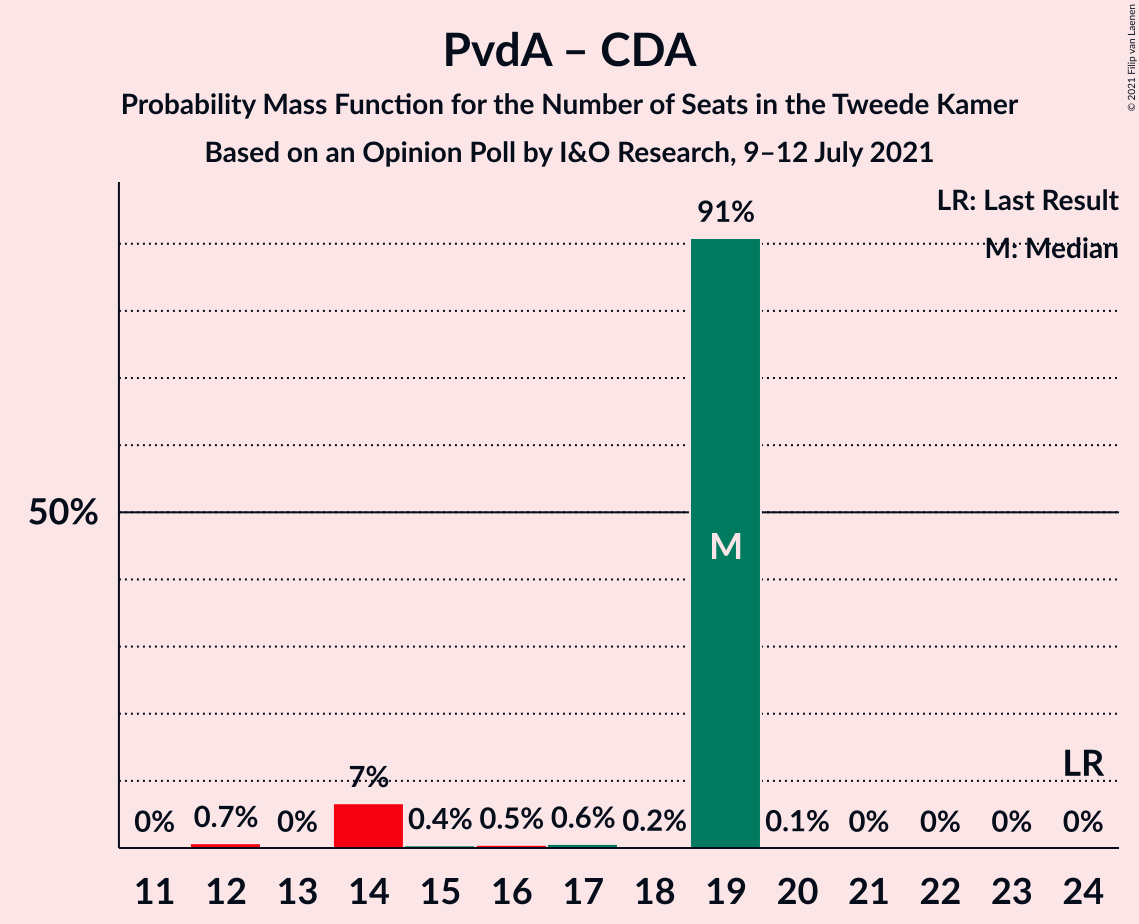 PvdA – CDA
Probability Mass Function for the Number of Seats in the Tweede Kamer
Based on an Opinion Poll by I&O Research, 9–12 July 2021
© 2021 Filip van Laenen
LR: Last Result
M: Median
91%
50%
M
LR
7%
0% 0.7% 0% 0.4% 0.5% 0.6% 0.2% 0.1% 0% 0% 0% 0%
11 12 13 14 15 16 17 18 19 20 21 22 23 24